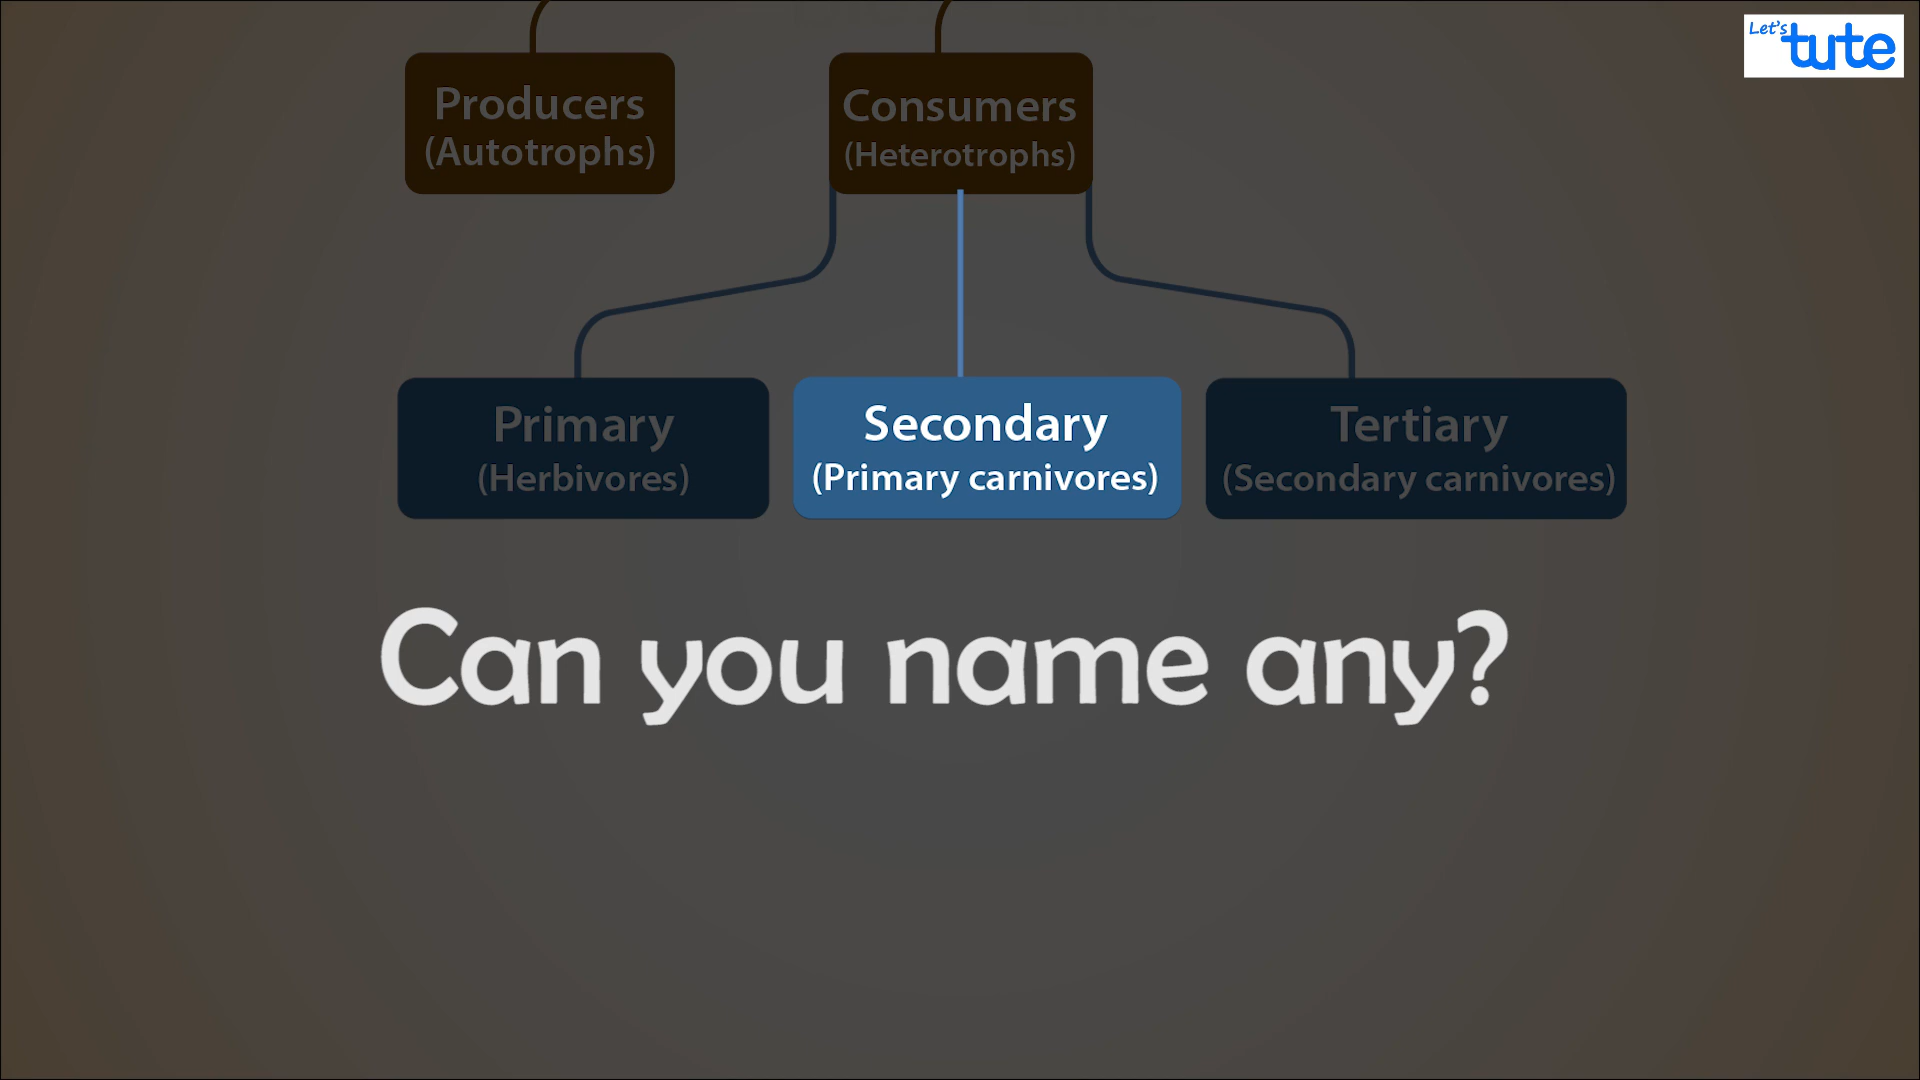 Let's
tute
Producers
(Autotrophs)
Consumers
(Heterotrophs)
Primary
(Herbivores)
Secondary
(Primary carnivores)
Tertiary
(Secondary carnivores)
Can you name any?